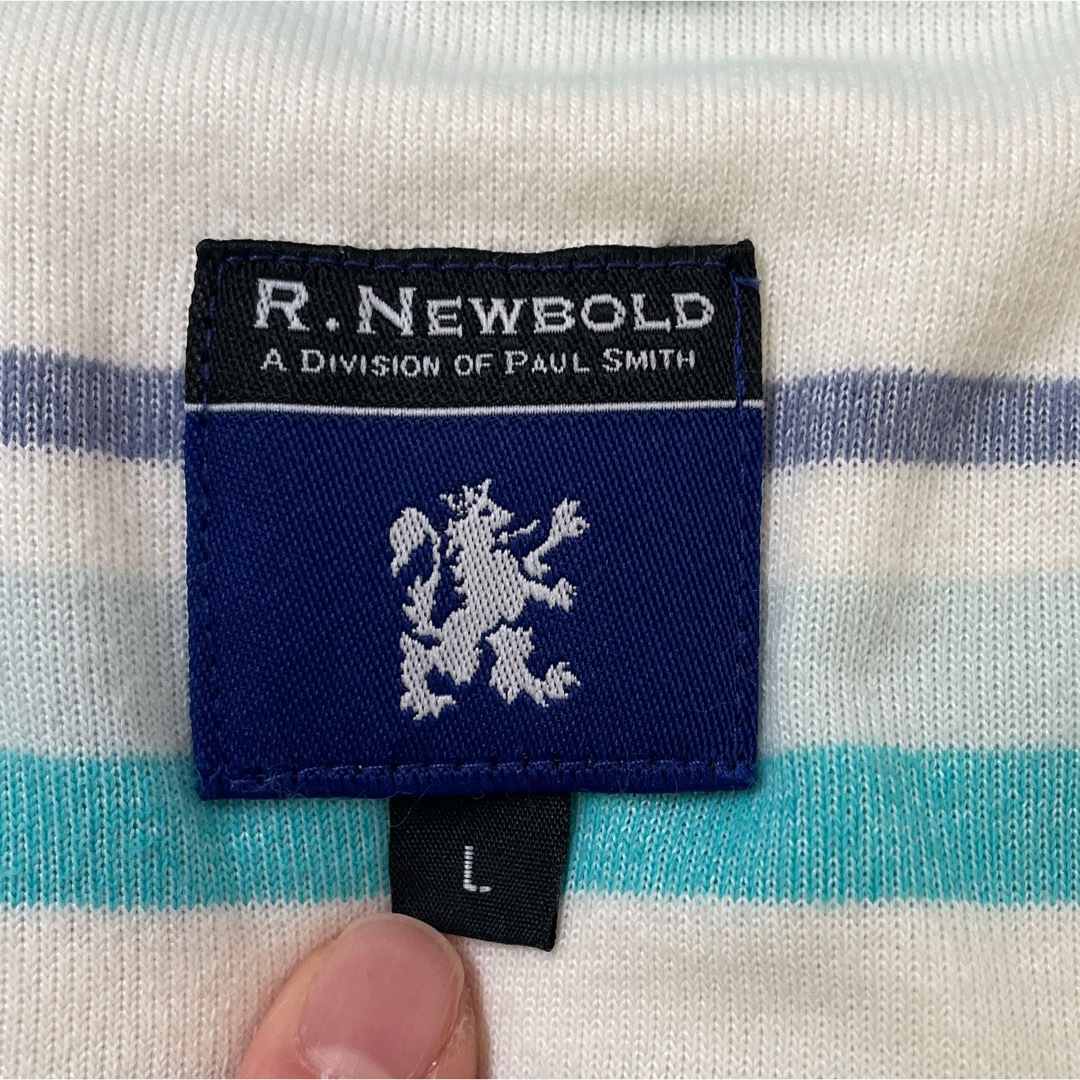 R. NEWBOLD
A DIVISION OF PAUL SMITH
L